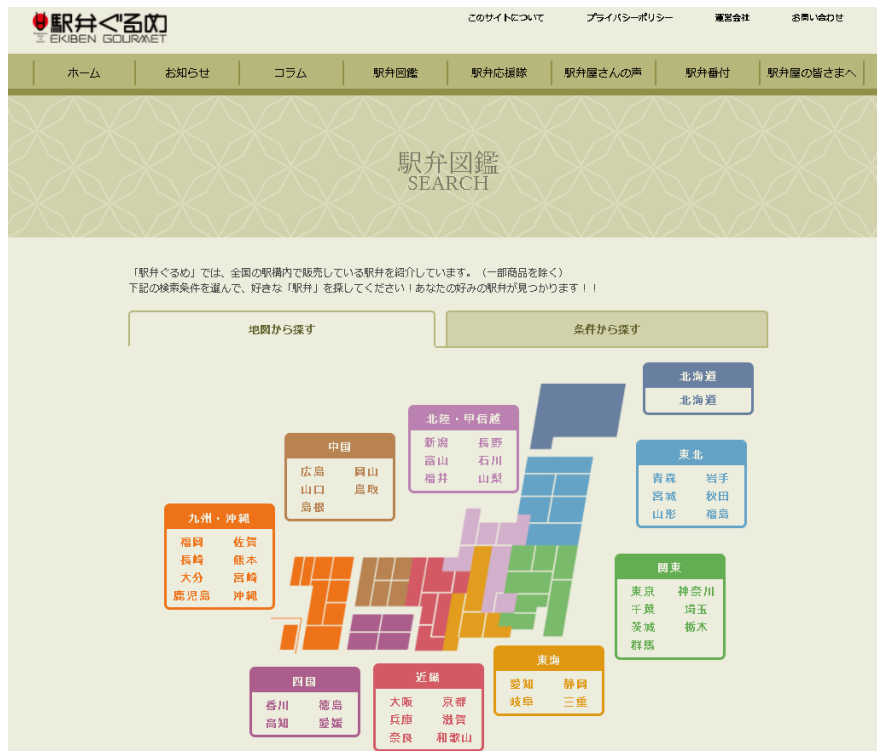 駅弁ぐるめ
EKIBEN GOURMET
このサイトについて プライバシーポリシー 運営会社 お問い合わせ
ホーム お知らせ コラム 駅弁図鑑 駅弁応援隊 駅弁屋さんの声 駅弁番付 駅弁屋の皆さまへ
駅弁図鑑
SEARCH
「駅弁ぐるめ」では、全国の駅構内で販売している駅弁を紹介しています。（一部商品を除く）
下記の検索条件を選んで、好きな「駅弁」を探してください！あなたの好みの駅弁が見つかります！！
地図から探す 条件から探す
北海道
北海道
北陸・甲信越
新潟 長野
富山 石川
福井 山梨
中国
広島 岡山
山口 鳥取
島根
東北
青森 岩手
宮城 秋田
山形 福島
九州・沖縄
福岡 佐賀
長崎 熊本
大分 宮崎
鹿児島 沖縄
関東
東京 神奈川
千葉 埼玉
茨城 栃木
群馬
東海
愛知 静岡
岐阜 三重
近畿
大阪 京都
兵庫 滋賀
奈良 和歌山
四国
香川 徳島
高知 愛媛